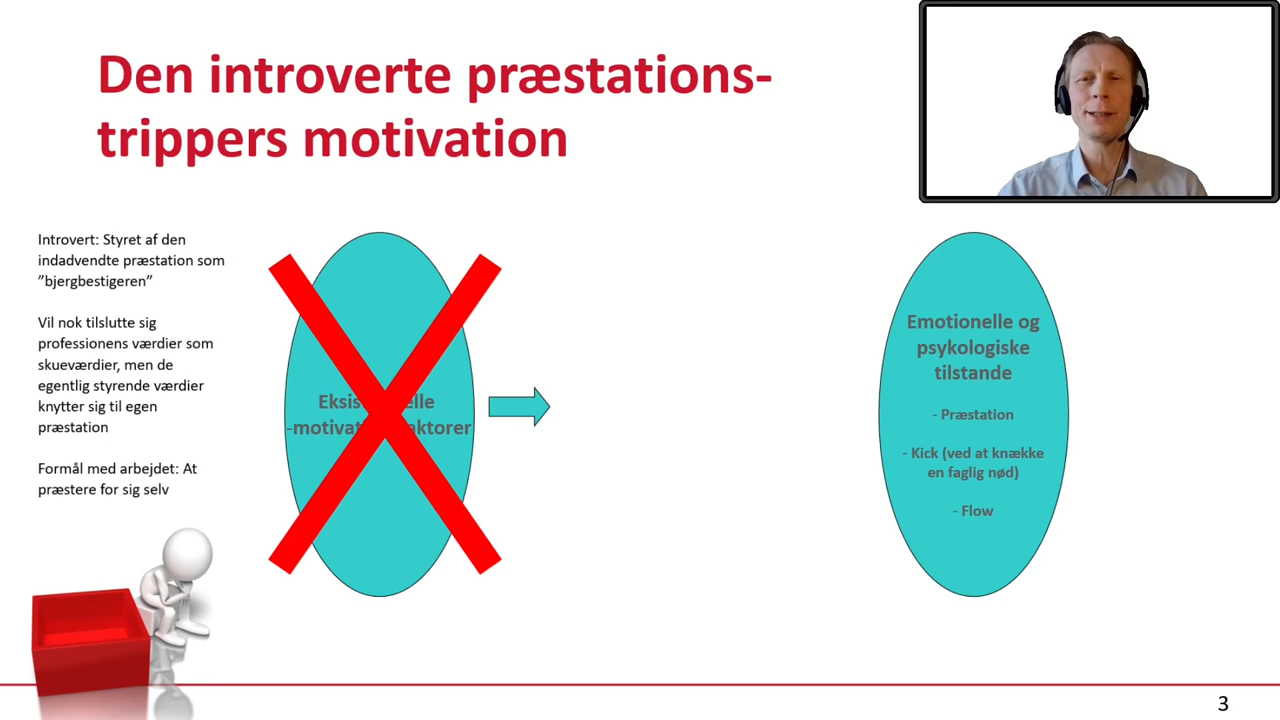 Den introverte præstations-
trippers motivation
Introvert: Styret af den
indadvendte præstation som
”bjergbestigeren”
Vil nok tilslutte sig
professionens værdier som
skueværdier, men de
egentlig styrende værdier
knytter sig til egen
præstation
Formål med arbejdet: At
præstere for sig selv
Emotionelle og
psykologiske
tilstande
- Præstation
- Kick (ved at knække
en faglig nød)
- Flow
3